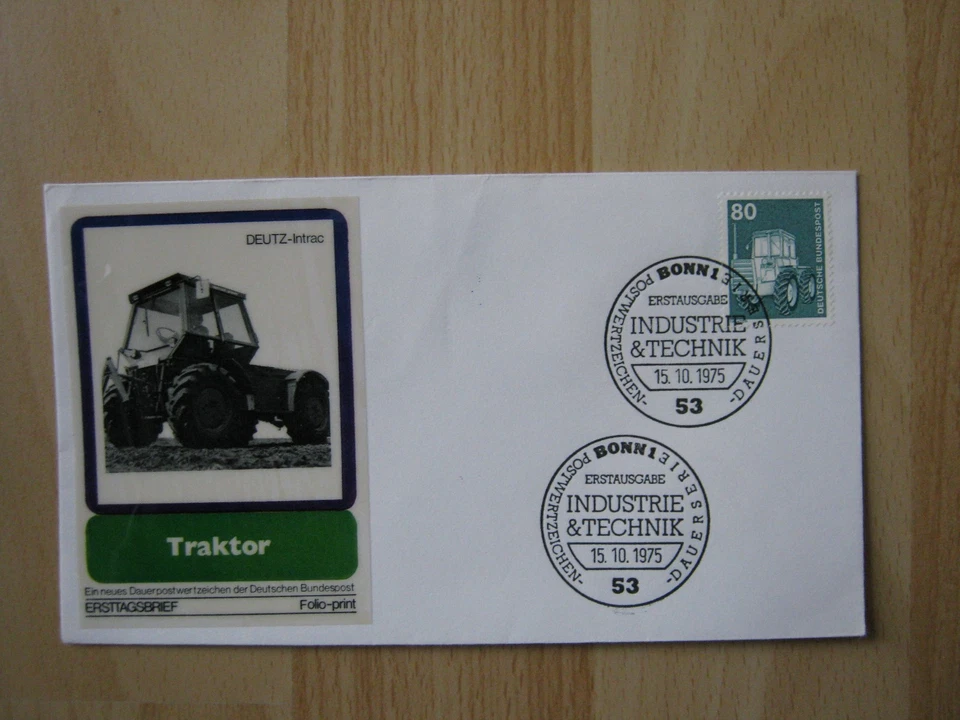 DEUTZ-Intrac
Traktor
Ein neues Dauerpostwertzeichen der Deutschen Bundespost
ERSTTAGSBRIEF Folio-print
80
DEUTSCHE BUNDESPOST
BONN 1
POSTWERTZEICHEN-
-DAUERSERIE
ERSTAUSGABE
INDUSTRIE
& TECHNIK
15. 10. 1975
53
BONN 1
POSTWERTZEICHEN-
-DAUERSERIE
ERSTAUSGABE
INDUSTRIE
& TECHNIK
15. 10. 1975
53